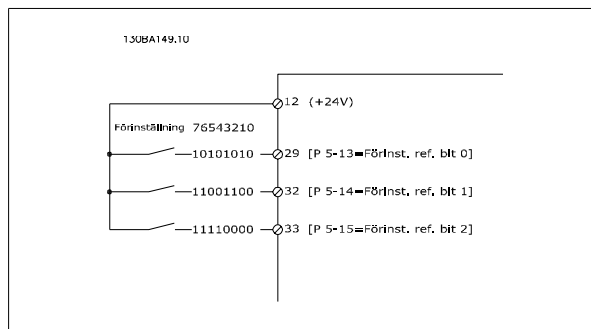 130BA149.10
12 (+24V)
Förinställning 76543210
10101010 29 [P 5-13=Förinst. ref. bit 0]
11001100 32 [P 5-14=Förinst. ref. bit 1]
11110000 33 [P 5-15=Förinst. ref. bit 2]